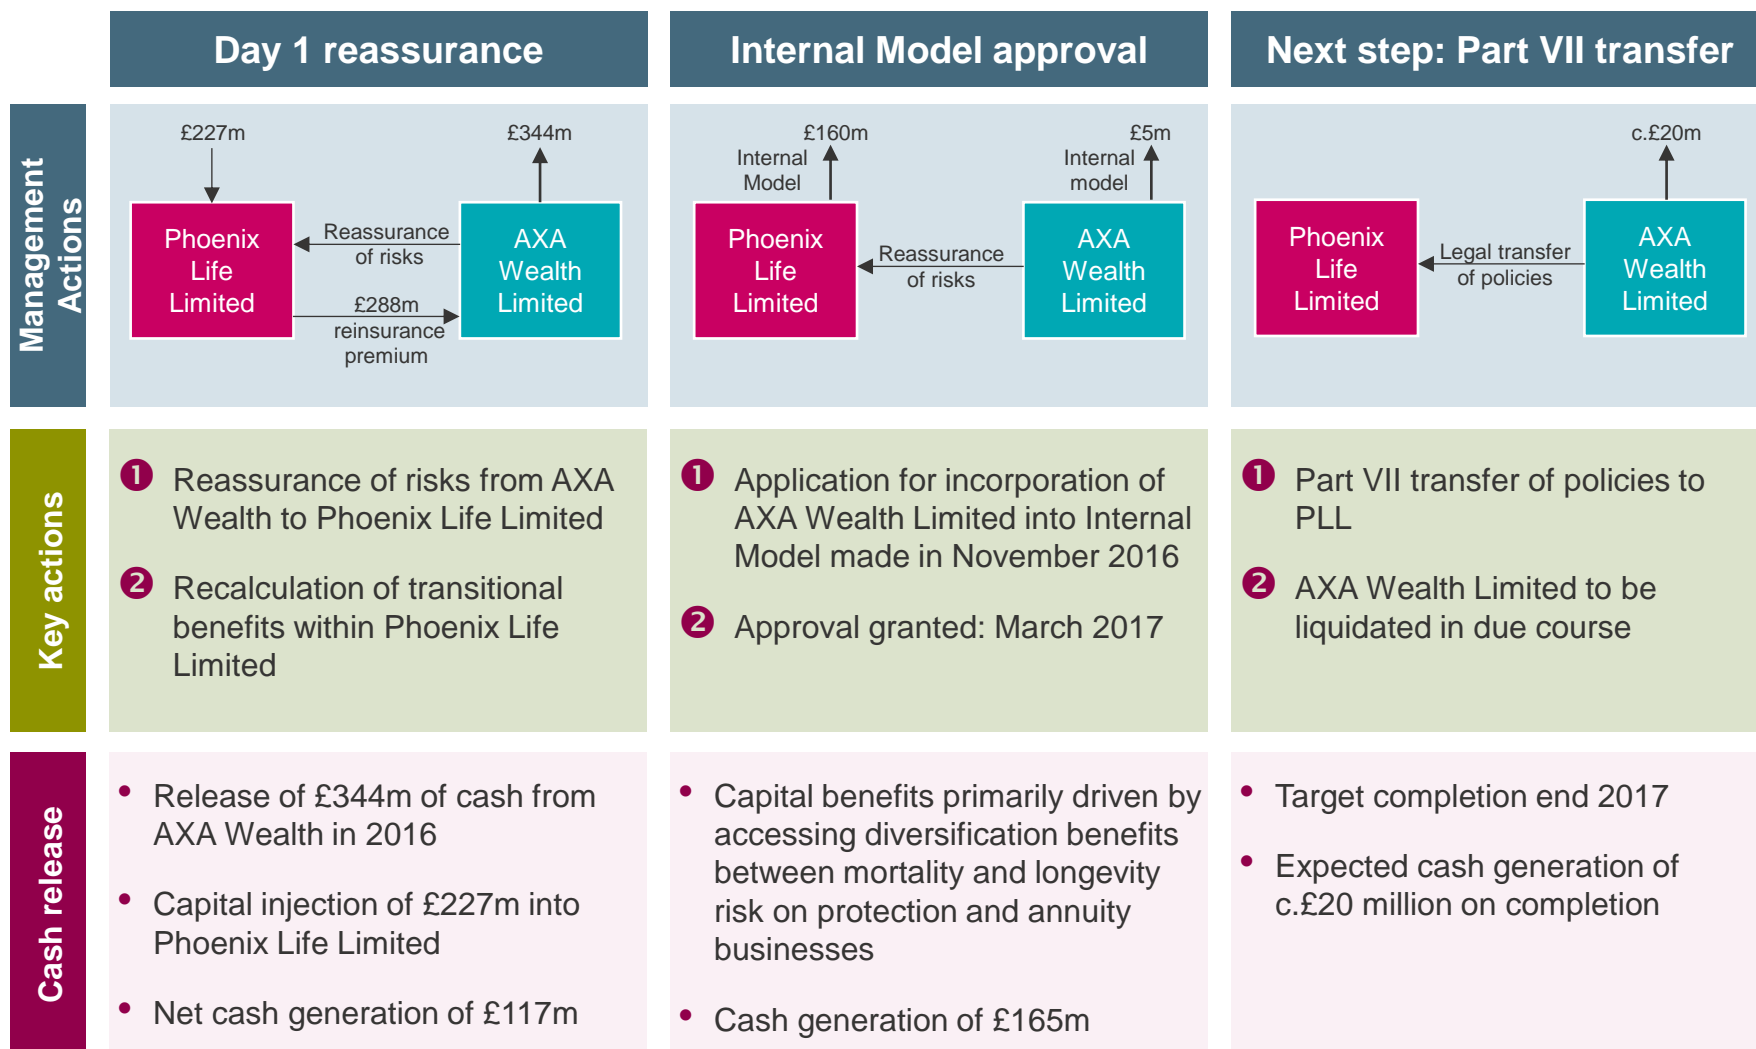 Day 1 reassurance
Internal Model approval
Next step: Part VII transfer
Management
Actions
£227m
£344m
Phoenix
Life
Limited
Reassurance
of risks
£288m
reinsurance
premium
AXA
Wealth
Limited
£160m
Internal
Model
£5m
Internal
model
Phoenix
Life
Limited
Reassurance
of risks
AXA
Wealth
Limited
c.£20m
Phoenix
Life
Limited
Legal transfer
of policies
AXA
Wealth
Limited
Key actions
1 Reassurance of risks from AXA
Wealth to Phoenix Life Limited
2 Recalculation of transitional
benefits within Phoenix Life
Limited
1 Application for incorporation of
AXA Wealth Limited into Internal
Model made in November 2016
2 Approval granted: March 2017
1 Part VII transfer of policies to
PLL
2 AXA Wealth Limited to be
liquidated in due course
Cash release
• Release of £344m of cash from
AXA Wealth in 2016
• Capital injection of £227m into
Phoenix Life Limited
• Net cash generation of £117m
• Capital benefits primarily driven by
accessing diversification benefits
between mortality and longevity
risk on protection and annuity
businesses
• Cash generation of £165m
• Target completion end 2017
• Expected cash generation of
c.£20 million on completion